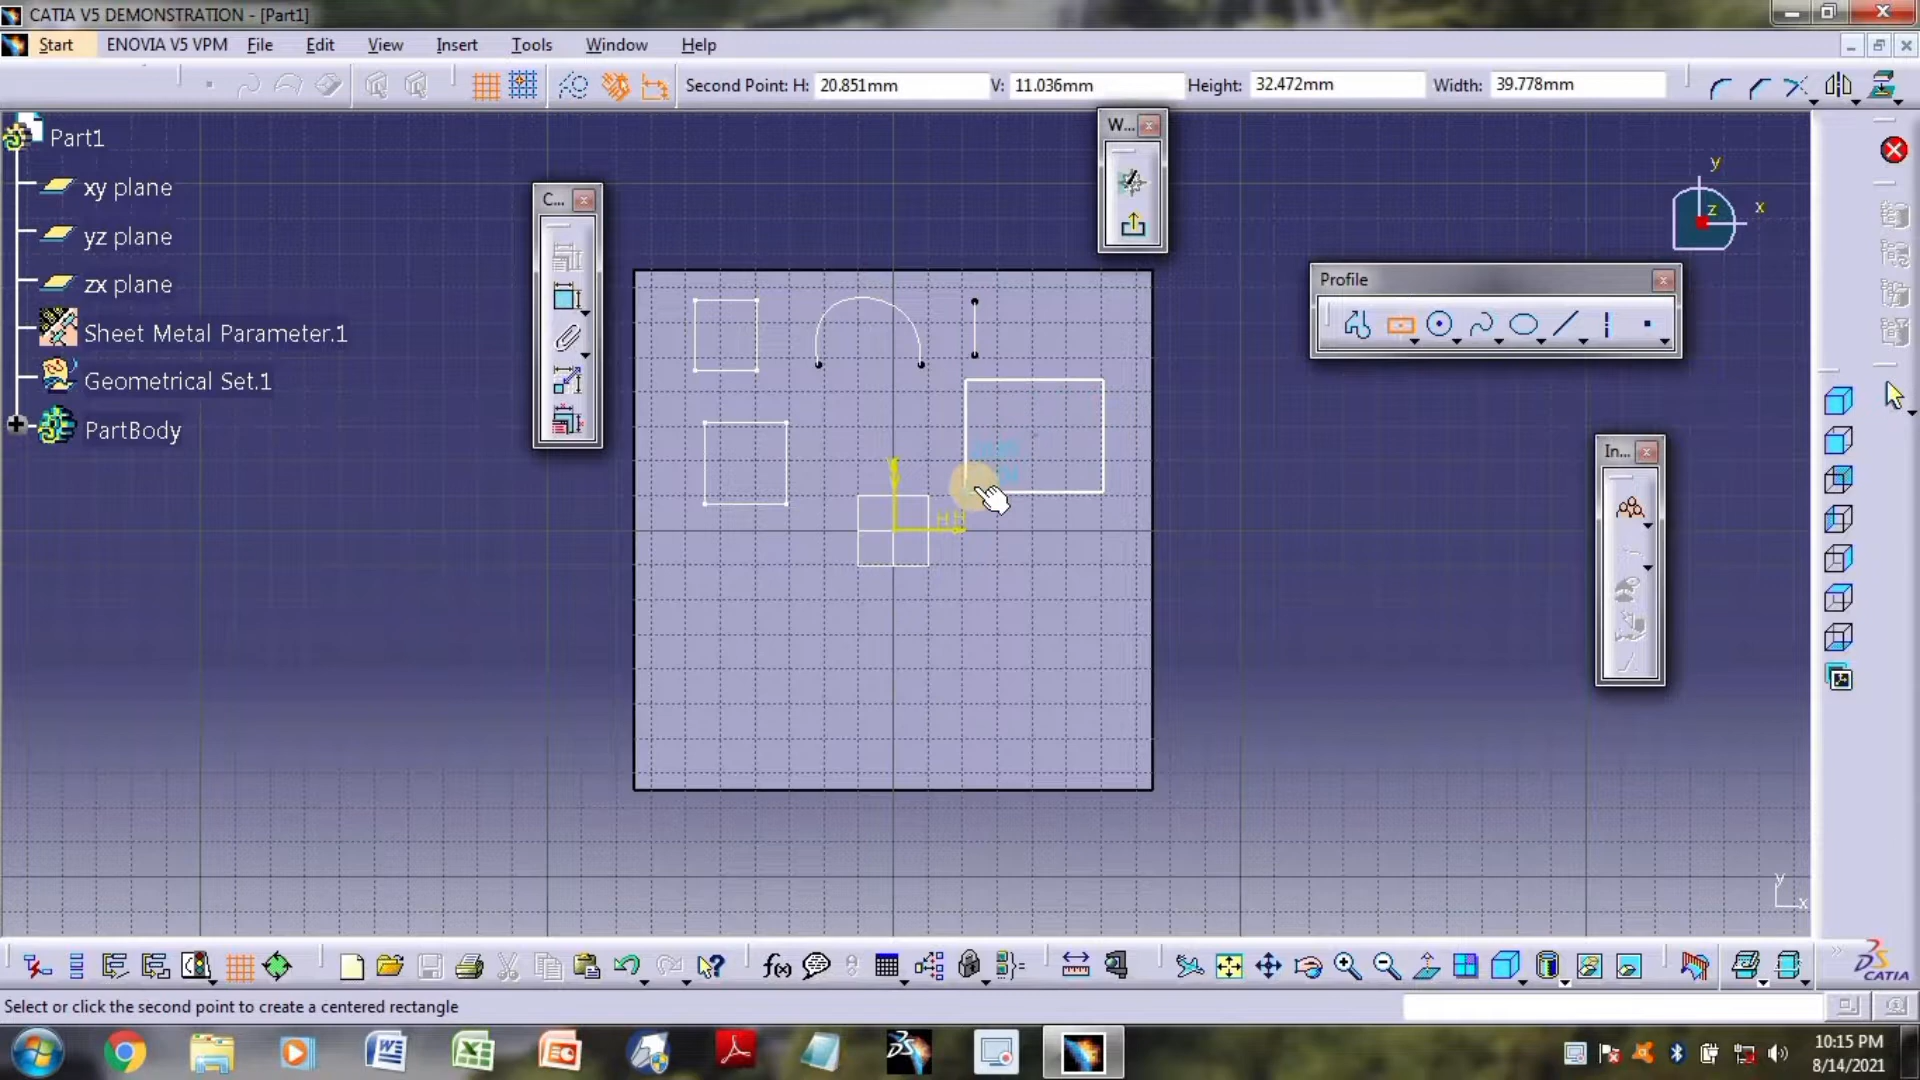 CATIA V5 DEMONSTRATION - [Part1]
Start ENOVIA V5 VPM File Edit View Insert Tools Window Help
Second Point: H: 20.851mm V: 11.036mm Height: 32.472mm Width: 39.778mm
W...
Part1
xy plane
yz plane
zx plane
Sheet Metal Parameter.1
Geometrical Set.1
PartBody
C...
y
z
x
Profile
In...
V
H
y
x
f(x)
CATIA
Select or click the second point to create a centered rectangle
10:15 PM
8/14/2021